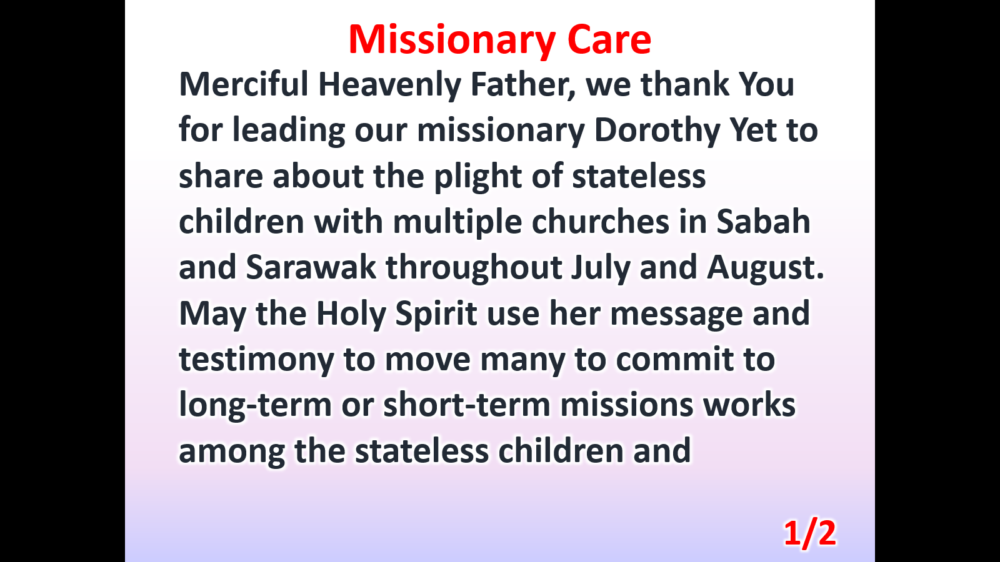 Missionary Care
Merciful Heavenly Father, we thank You
for leading our missionary Dorothy Yet to
share about the plight of stateless
children with multiple churches in Sabah
and Sarawak throughout July and August.
May the Holy Spirit use her message and
testimony to move many to commit to
long-term or short-term missions works
among the stateless children and
1/2